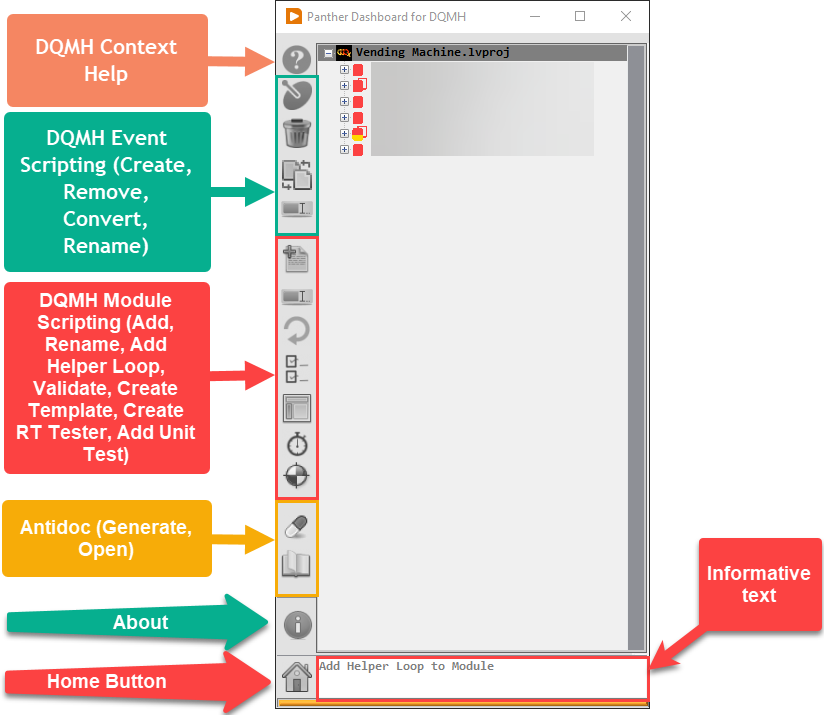 Panther Dashboard for DQMH
DQMH Context
Help
Vending Machine.lvproj
DQMH Event
Scripting (Create,
Remove,
Convert,
Rename)
DQMH Module
Scripting (Add,
Rename, Add
Helper Loop,
Validate, Create
Template, Create
RT Tester, Add Unit
Test)
Antidoc (Generate,
Open)
Informative
text
About
Home Button
Add Helper Loop to Module